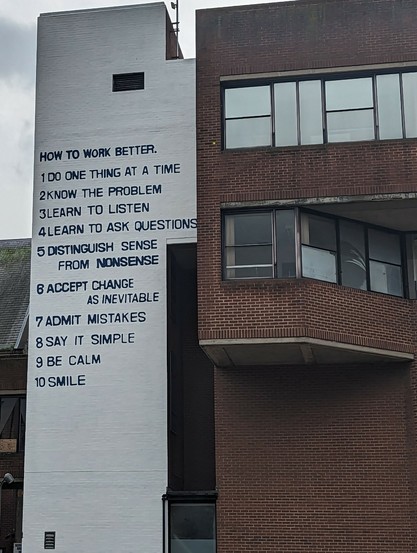 HOW TO WORK BETTER.
1 DO ONE THING AT A TIME
2 KNOW THE PROBLEM
3 LEARN TO LISTEN
4 LEARN TO ASK QUESTIONS
5 DISTINGUISH SENSE
FROM NONSENSE
6 ACCEPT CHANGE
AS INEVITABLE
7 ADMIT MISTAKES
8 SAY IT SIMPLE
9 BE CALM
10 SMILE